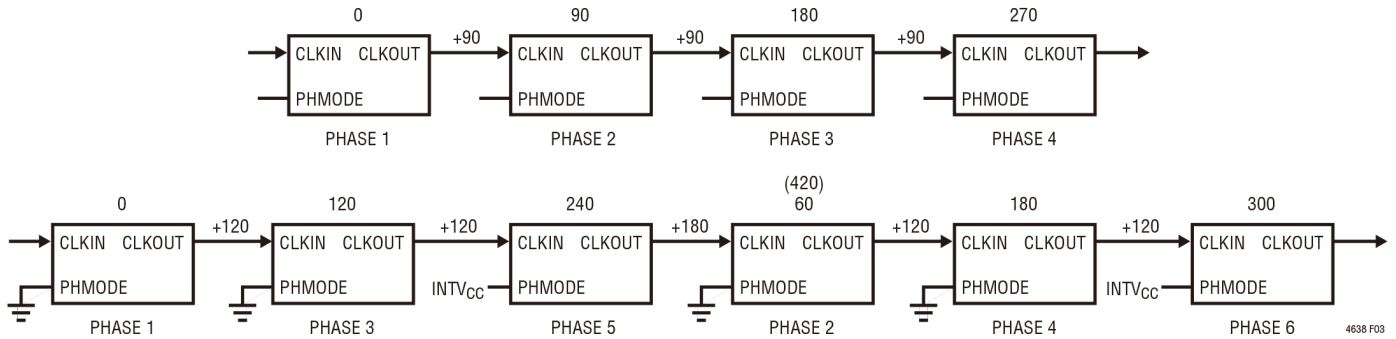 0 90 180 270
+90 +90 +90
CLKIN CLKOUT CLKIN CLKOUT CLKIN CLKOUT CLKIN CLKOUT
PHMODE PHMODE PHMODE PHMODE
PHASE 1 PHASE 2 PHASE 3 PHASE 4
(420)
0 120 240 60 180 300
+120 +120 +180 +120 +120
CLKIN CLKOUT CLKIN CLKOUT CLKIN CLKOUT CLKIN CLKOUT CLKIN CLKOUT CLKIN CLKOUT
PHMODE PHMODE INTVCC PHMODE PHMODE PHMODE INTVCC PHMODE
PHASE 1 PHASE 3 PHASE 5 PHASE 2 PHASE 4 PHASE 6
4638 F03